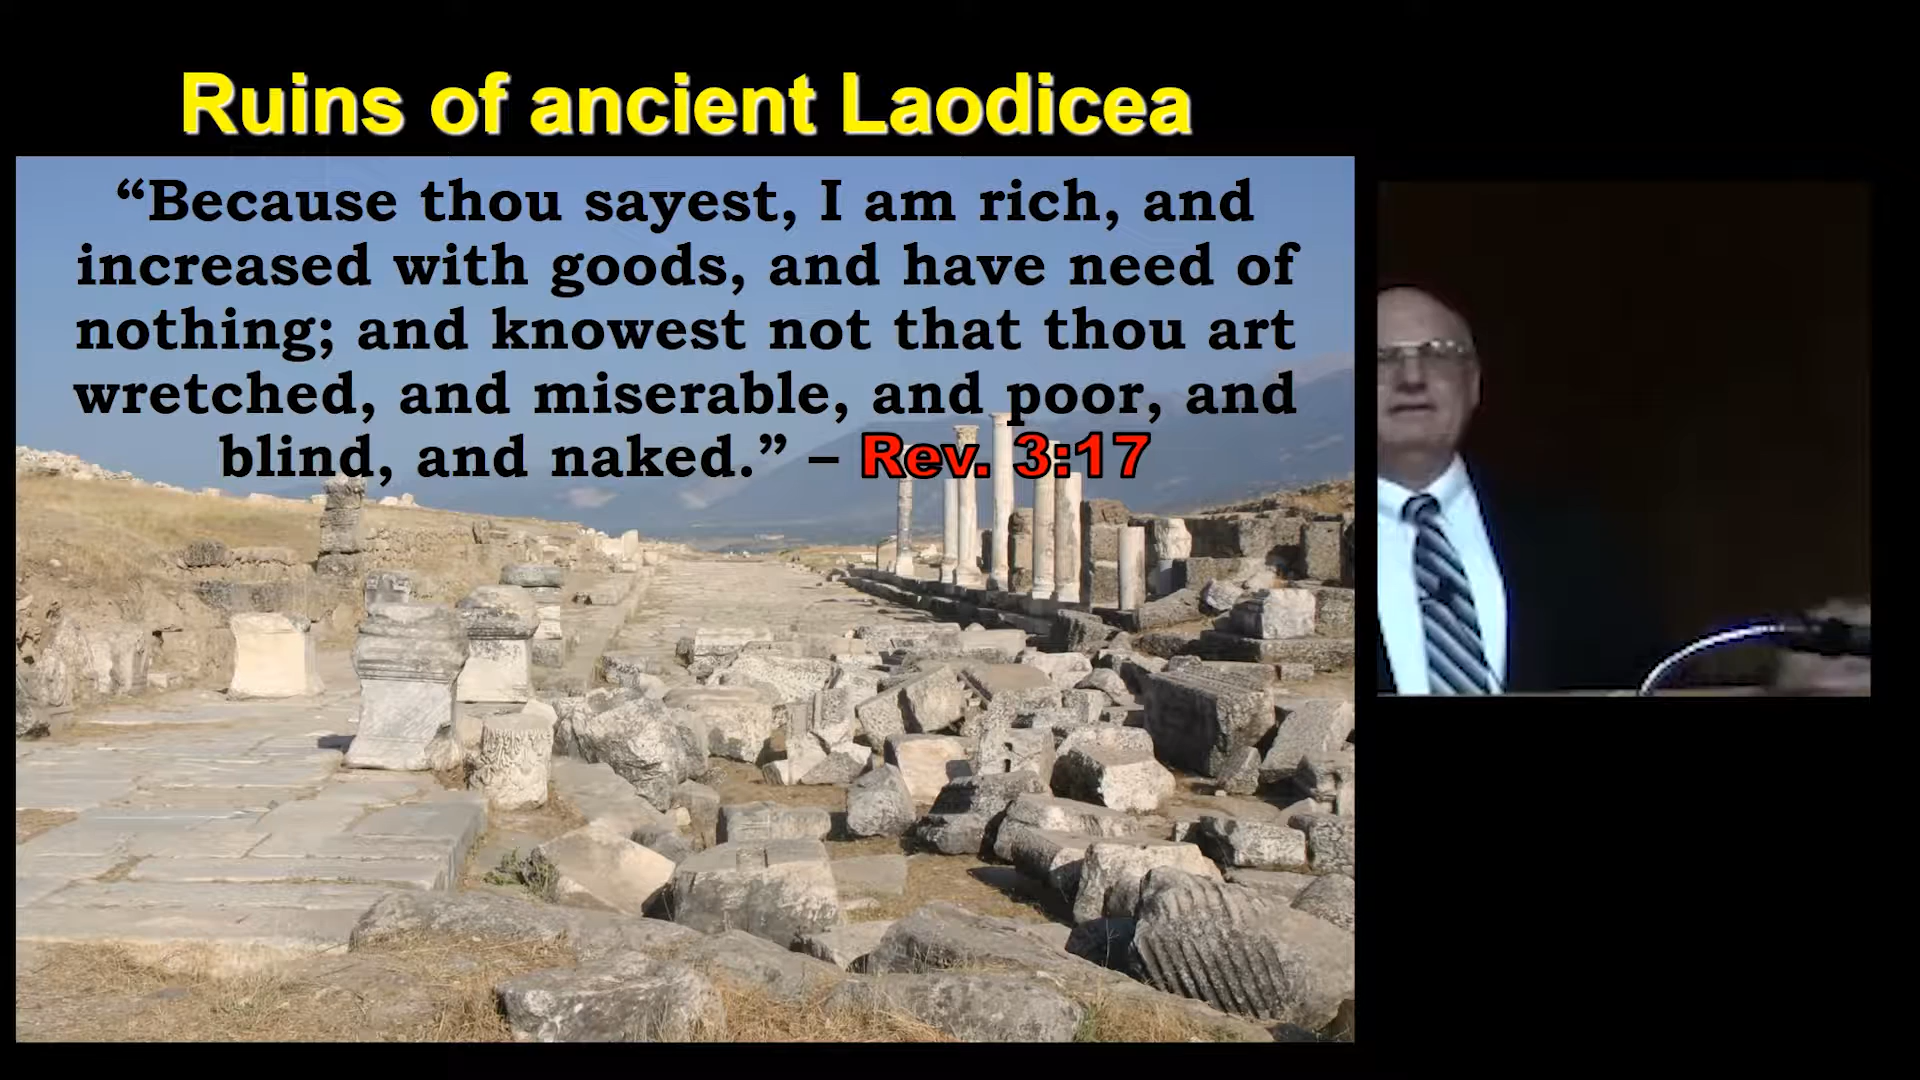 Ruins of ancient Laodicea
“Because thou sayest, I am rich, and
increased with goods, and have need of
nothing; and knowest not that thou art
wretched, and miserable, and poor, and
blind, and naked.” – Rev. 3:17